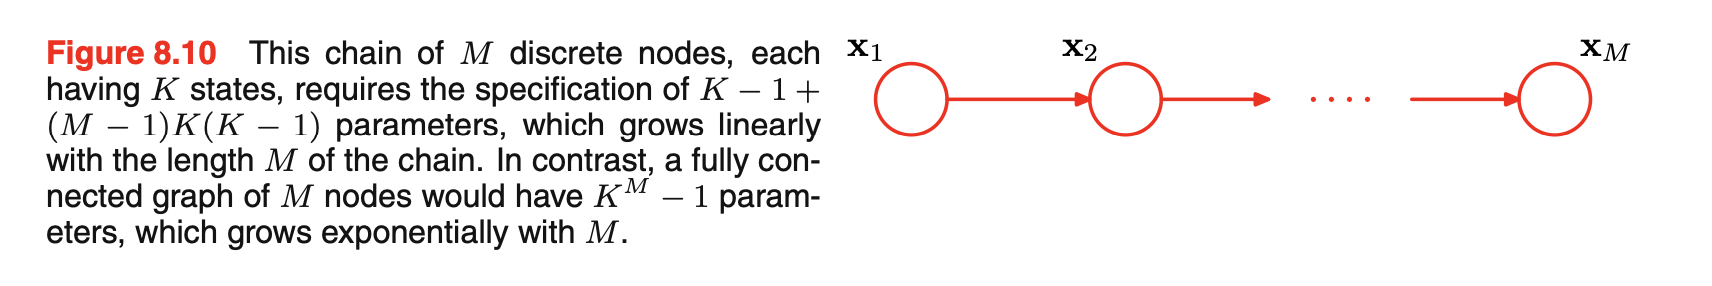 Figure 8.10 This chain of M discrete nodes, each
having K states, requires the specification of K − 1 +
(M − 1)K(K − 1) parameters, which grows linearly
with the length M of the chain. In contrast, a fully con-
nected graph of M nodes would have K^M − 1 param-
eters, which grows exponentially with M.
x₁ x₂ x_M
. . . .